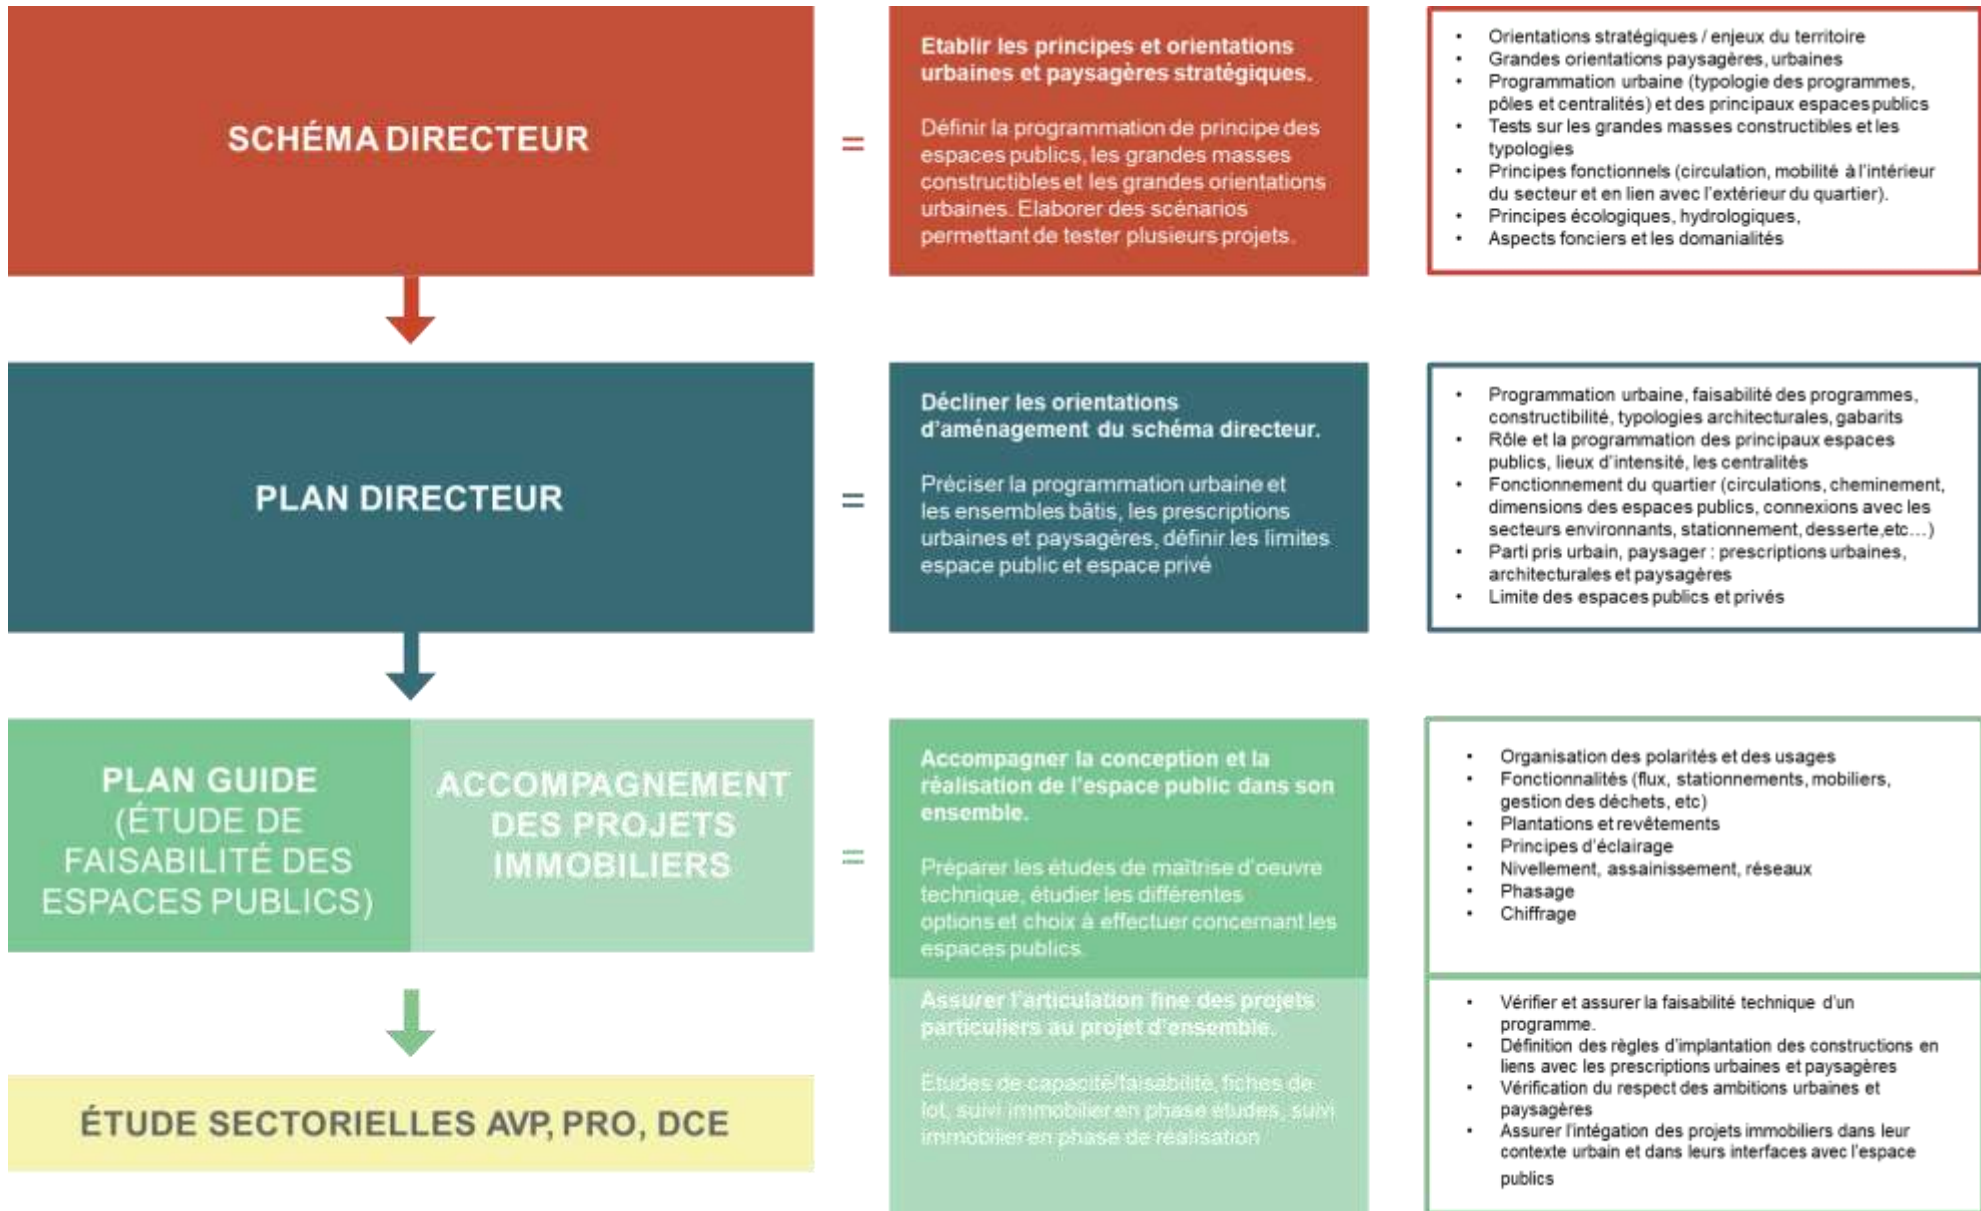 SCHÉMA DIRECTEUR
=
Etablir les principes et orientations
urbaines et paysagères stratégiques.
Définir la programmation de principe des
espaces publics, les grandes masses
constructibles et les grandes orientations
urbaines. Elaborer des scénarios
permettant de tester plusieurs projets.
• Orientations stratégiques / enjeux du territoire
• Grandes orientations paysagères, urbaines
• Programmation urbaine (typologie des programmes,
pôles et centralités) et des principaux espaces publics
• Tests sur les grandes masses constructibles et les
typologies
• Principes fonctionnels (circulation, mobilité à l'intérieur
du secteur et en lien avec l'extérieur du quartier).
• Principes écologiques, hydrologiques,
• Aspects fonciers et les domanialités
PLAN DIRECTEUR
=
Décliner les orientations
d'aménagement du schéma directeur.
Préciser la programmation urbaine et
les ensembles bâtis, les prescriptions
urbaines et paysagères, définir les limites
espace public et espace privé
• Programmation urbaine, faisabilité des programmes,
constructibilité, typologies architecturales, gabarits
• Rôle et la programmation des principaux espaces
publics, lieux d'intensité, les centralités
• Fonctionnement du quartier (circulations, cheminement,
dimensions des espaces publics, connexions avec les
secteurs environnants, stationnement, desserte,etc...)
• Parti pris urbain, paysager : prescriptions urbaines,
architecturales et paysagères
• Limite des espaces publics et privés
PLAN GUIDE
(ÉTUDE DE
FAISABILITÉ DES
ESPACES PUBLICS)
ACCOMPAGNEMENT
DES PROJETS
IMMOBILIERS
=
Accompagner la conception et la
réalisation de l'espace public dans son
ensemble.
Préparer les études de maîtrise d'oeuvre
technique, étudier les différentes
options et choix à effectuer concernant les
espaces publics.
• Organisation des polarités et des usages
• Fonctionnalités (flux, stationnements, mobiliers,
gestion des déchets, etc)
• Plantations et revêtements
• Principes d'éclairage
• Nivellement, assainissement, réseaux
• Phasage
• Chiffrage
Assurer l'articulation fine des projets
particuliers au projet d'ensemble.
Etudes de capacité/faisabilité, fiches de
lot, suivi immobilier en phase études, suivi
immobilier en phase de réalisation
• Vérifier et assurer la faisabilité technique d'un
programme.
• Définition des règles d'implantation des constructions en
liens avec les prescriptions urbaines et paysagères
• Vérification du respect des ambitions urbaines et
paysagères
• Assurer l'intégation des projets immobiliers dans leur
contexte urbain et dans leurs interfaces avec l'espace
publics
ÉTUDE SECTORIELLES AVP, PRO, DCE